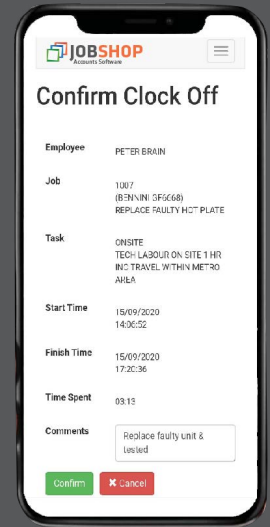 JOBSHOP
Accounts Software
Confirm Clock Off
Employee
PETER BRAIN
Job
1007
(BENNINI GF6668)
REPLACE FAULTY HOT PLATE
Task
ONSITE
TECH LABOUR ON SITE 1 HR
INC TRAVEL WITHIN METRO
AREA
Start Time
15/09/2020
14:06:52
Finish Time
15/09/2020
17:20:36
Time Spent
03:13
Comments
Replace faulty unit &
tested
Confirm
✖ Cancel